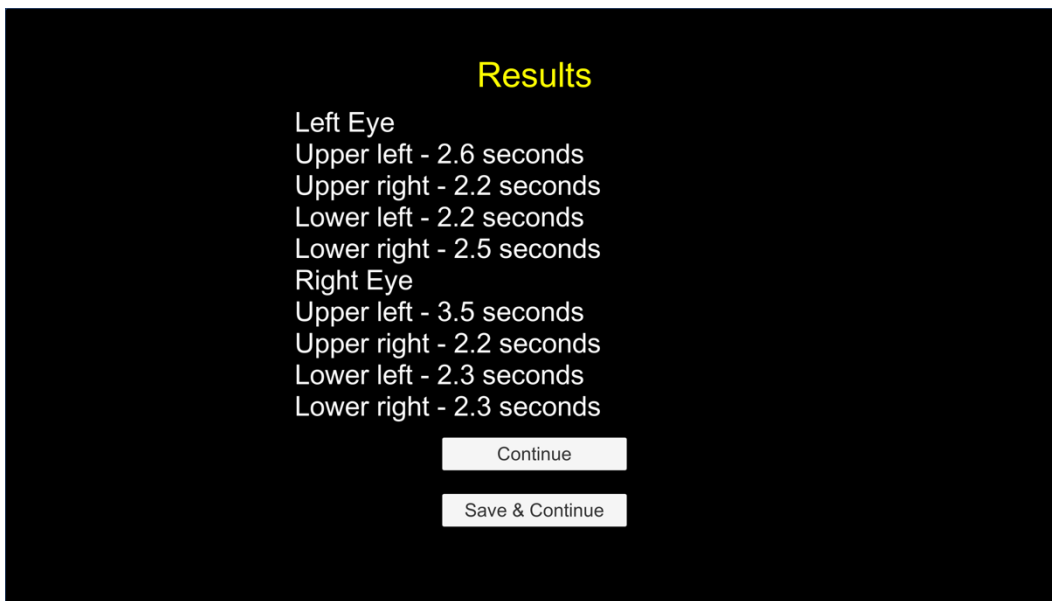 Results
Left Eye
Upper left - 2.6 seconds
Upper right - 2.2 seconds
Lower left - 2.2 seconds
Lower right - 2.5 seconds
Right Eye
Upper left - 3.5 seconds
Upper right - 2.2 seconds
Lower left - 2.3 seconds
Lower right - 2.3 seconds
Continue
Save & Continue